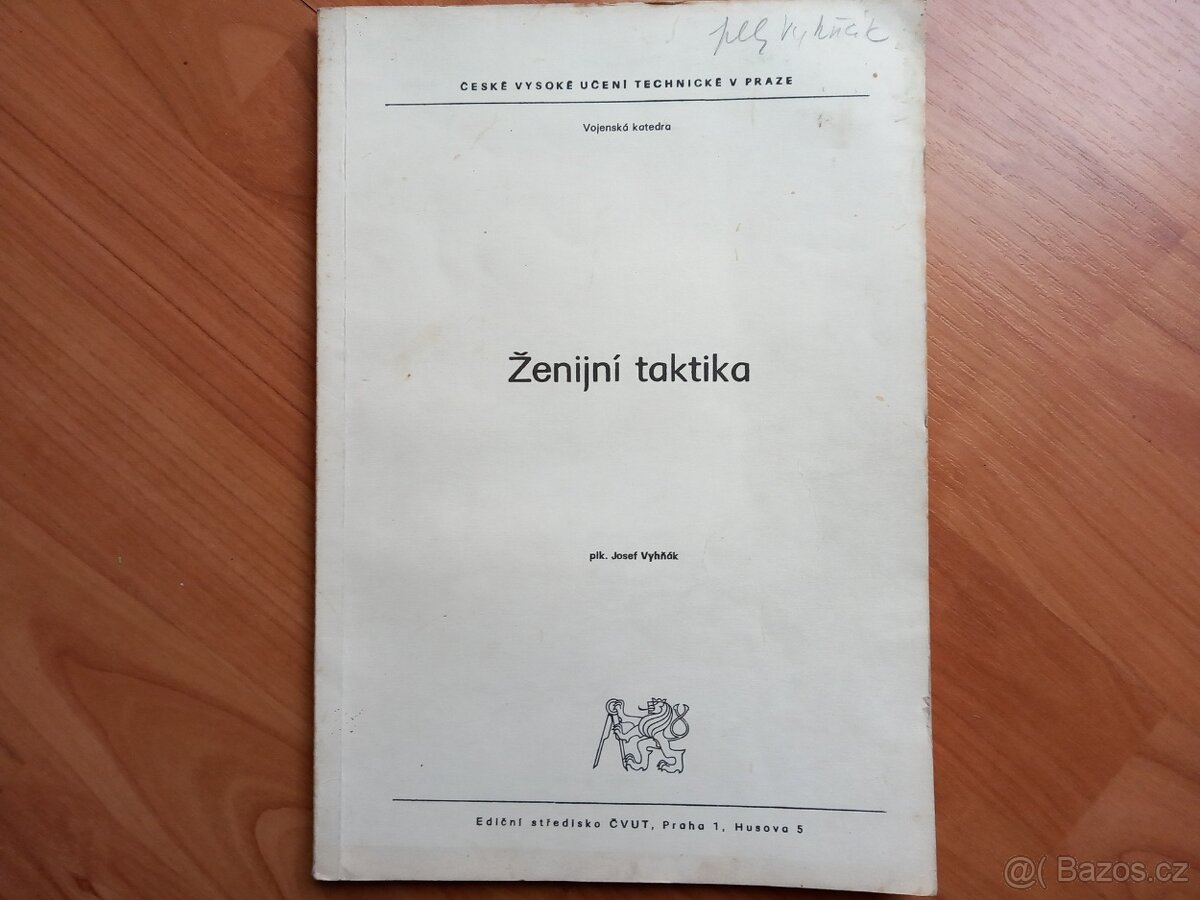 plk Vyhňák
ČESKÉ VYSOKÉ UČENÍ TECHNICKÉ V PRAZE
Vojenská katedra
Ženijní taktika
plk. Josef Vyhňák
Ediční středisko ČVUT, Praha 1, Husova 5
@( Bazos.cz